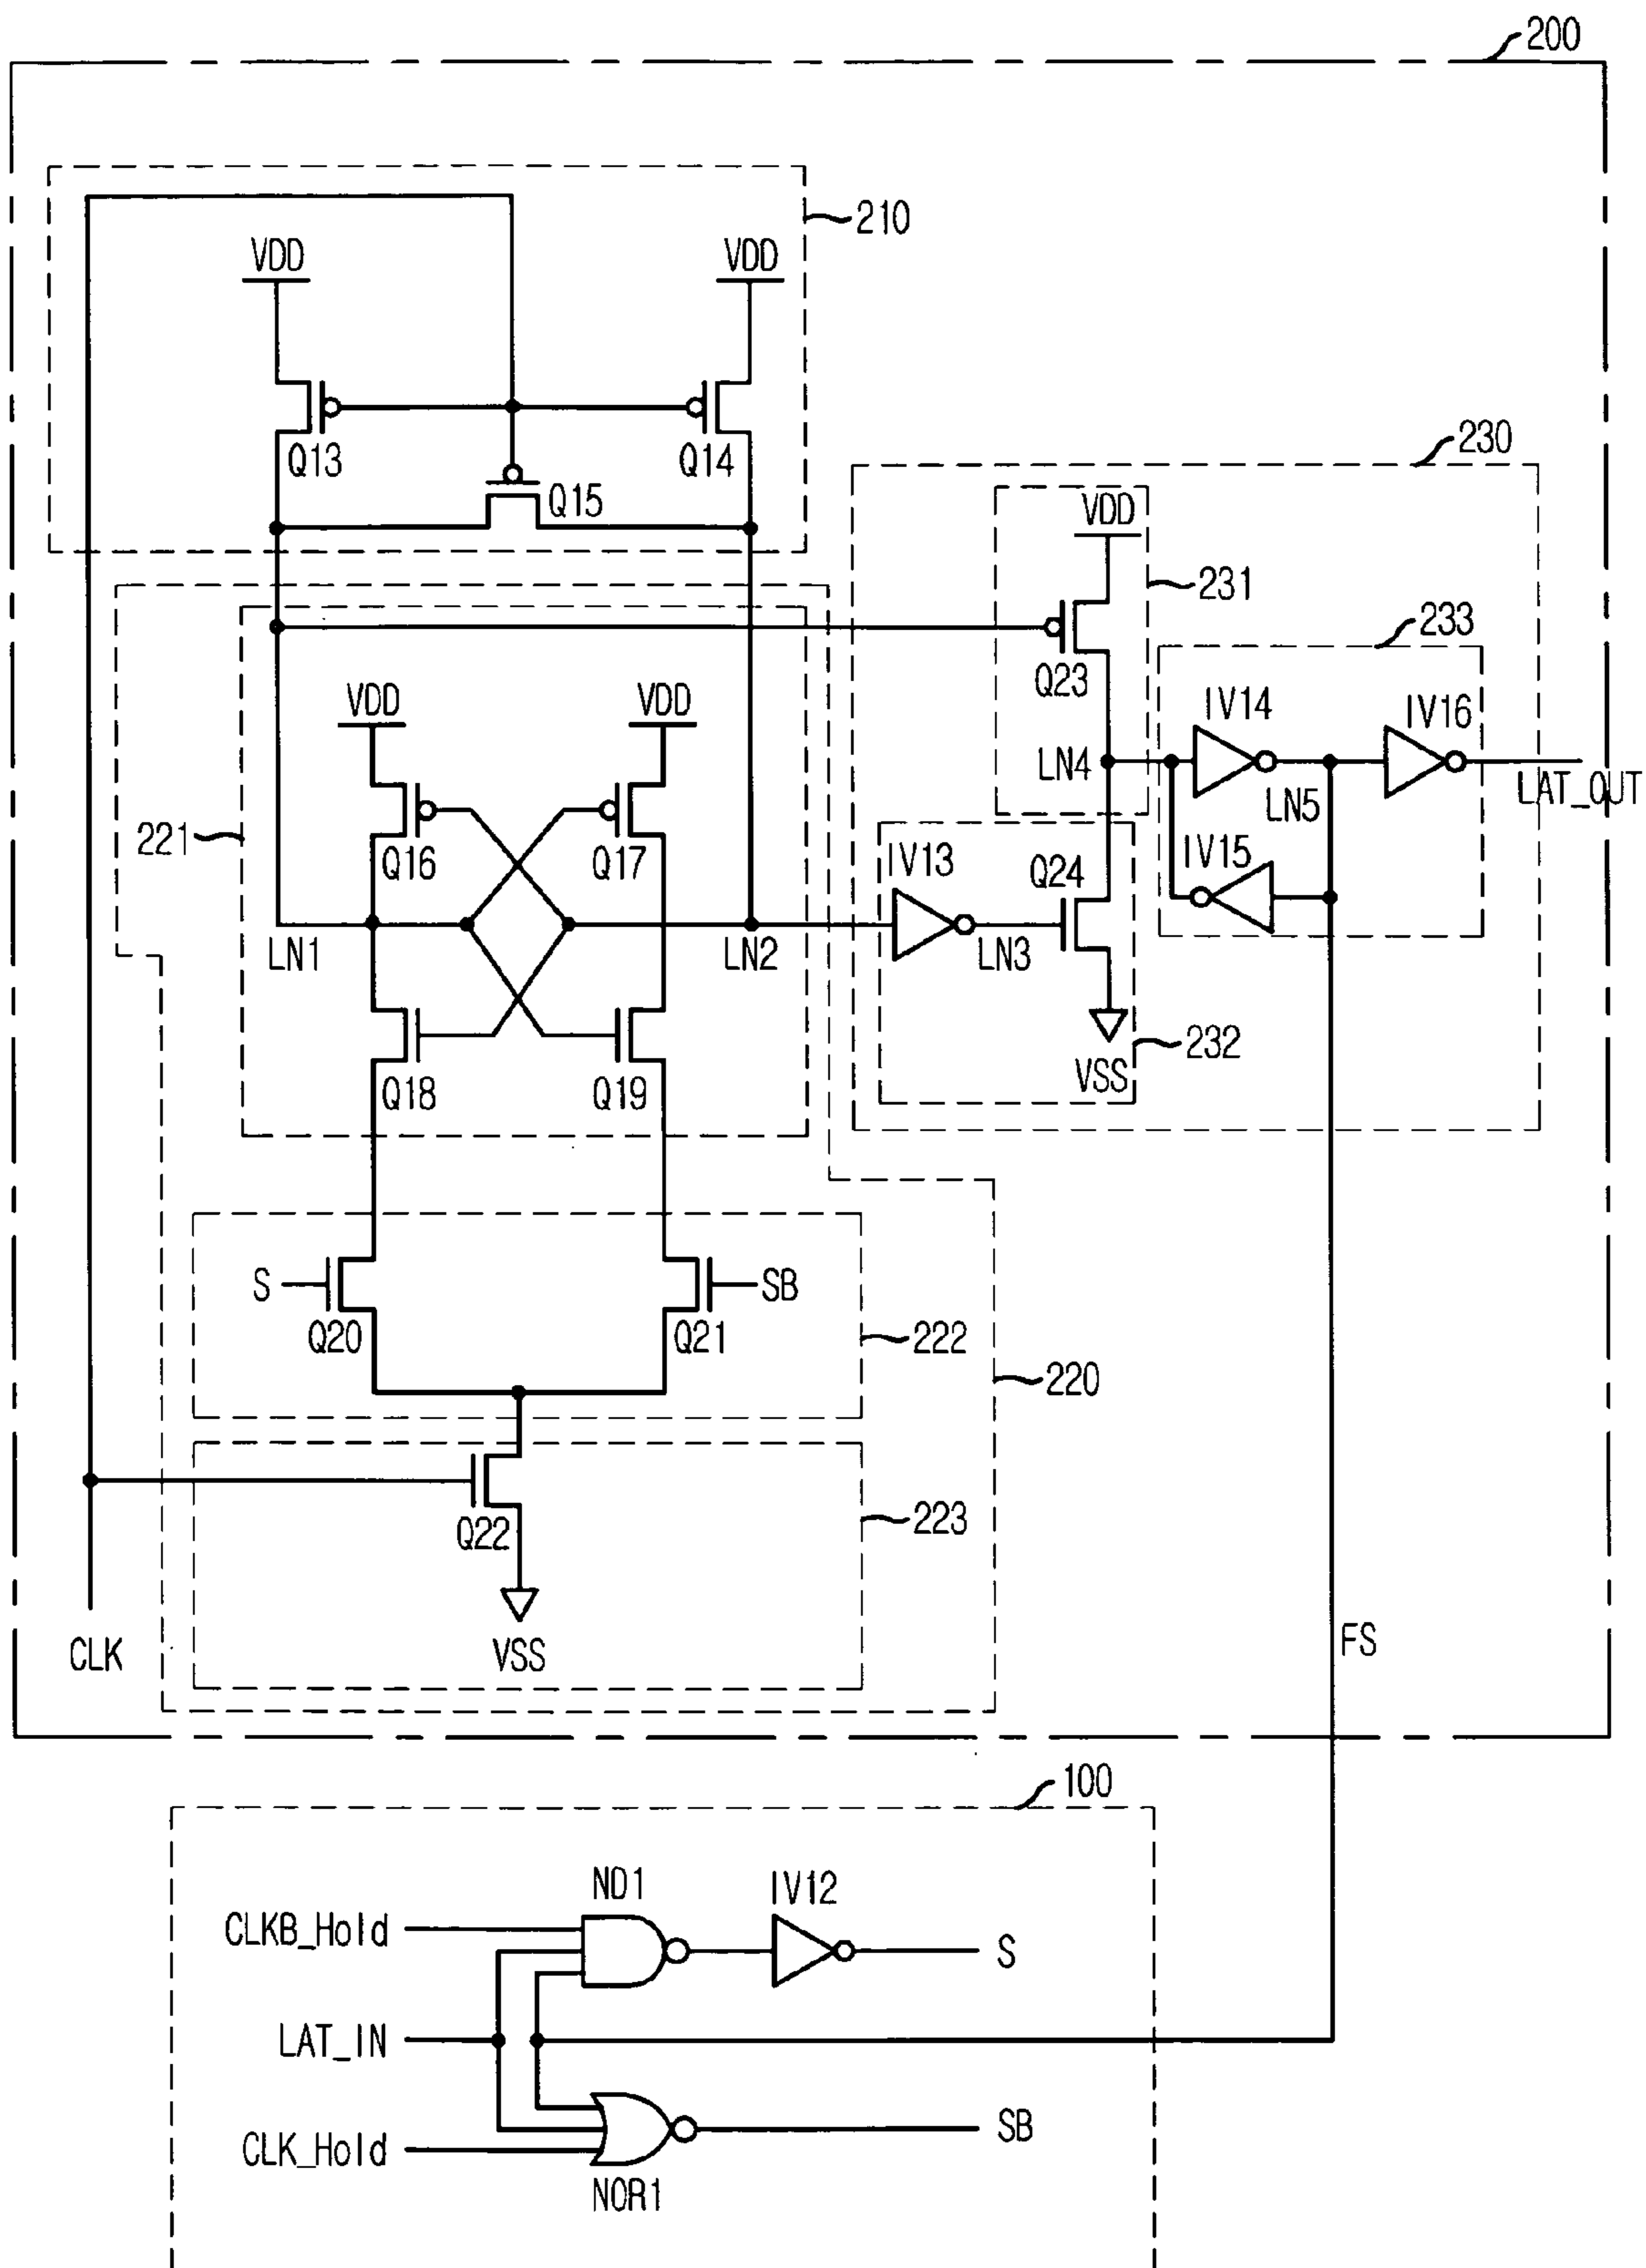 200
210
VDD
VDD
Q13
Q14
Q15
230
VDD
231
233
Q23
IV14
IV16
VDD
VDD
LN4
LN5
LAT_OUT
221
Q16
Q17
IV13
Q24
IV15
LN1
LN2
LN3
232
VSS
Q18
Q19
S
SB
Q20
Q21
222
220
Q22
223
CLK
VSS
FS
100
ND1
IV12
CLKB_Hold
S
LAT_IN
SB
CLK_Hold
NOR1